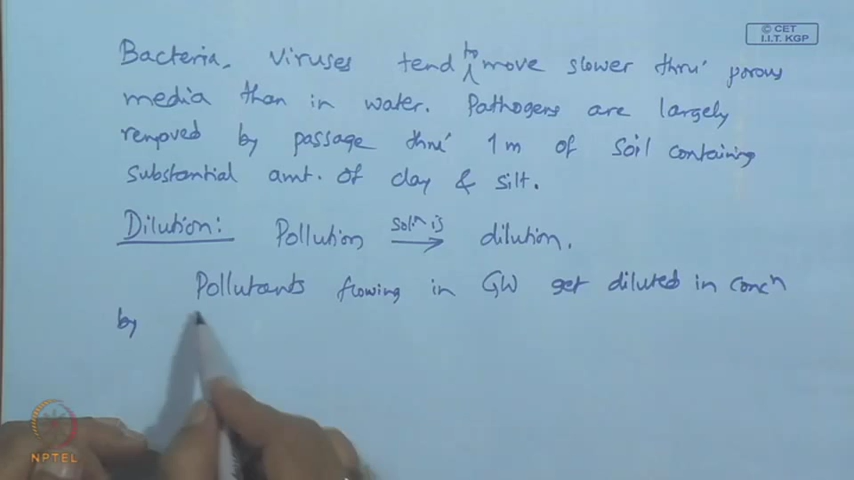 © CET
I.I.T. KGP
Bacteria, viruses tend to move slower thru' porous
media than in water. Pathogens are largely
removed by passage thru' 1m of soil containing
substantial amt. of clay & silt.
Dilution: Pollution soln is → dilution.
Pollutants flowing in GW get diluted in concn
by
NPTEL